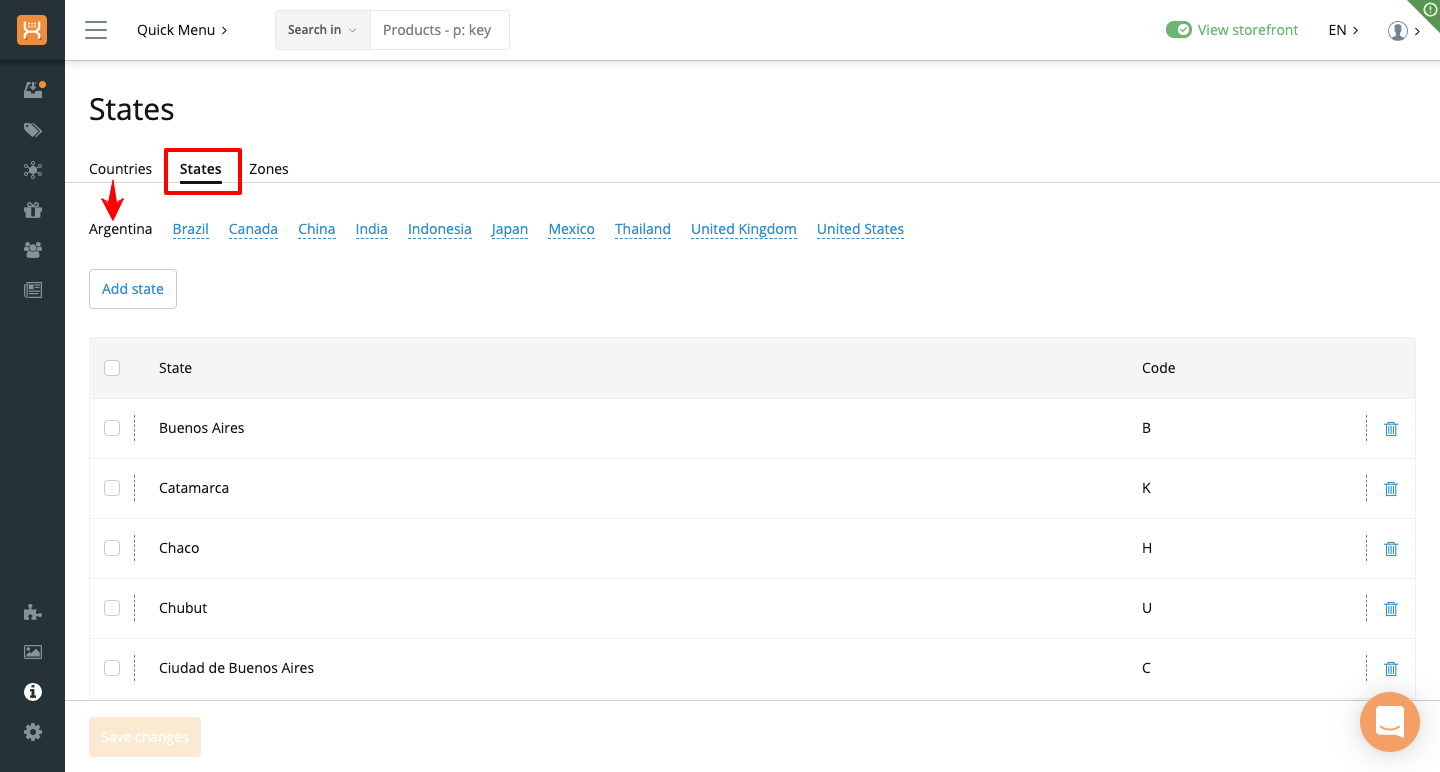 Quick Menu
Search in
Products - p: key
View storefront
EN
States
Countries
States
Zones
Argentina
Brazil
Canada
China
India
Indonesia
Japan
Mexico
Thailand
United Kingdom
United States
Add state
State
Code
Buenos Aires
B
Catamarca
K
Chaco
H
Chubut
U
Ciudad de Buenos Aires
C
Save changes